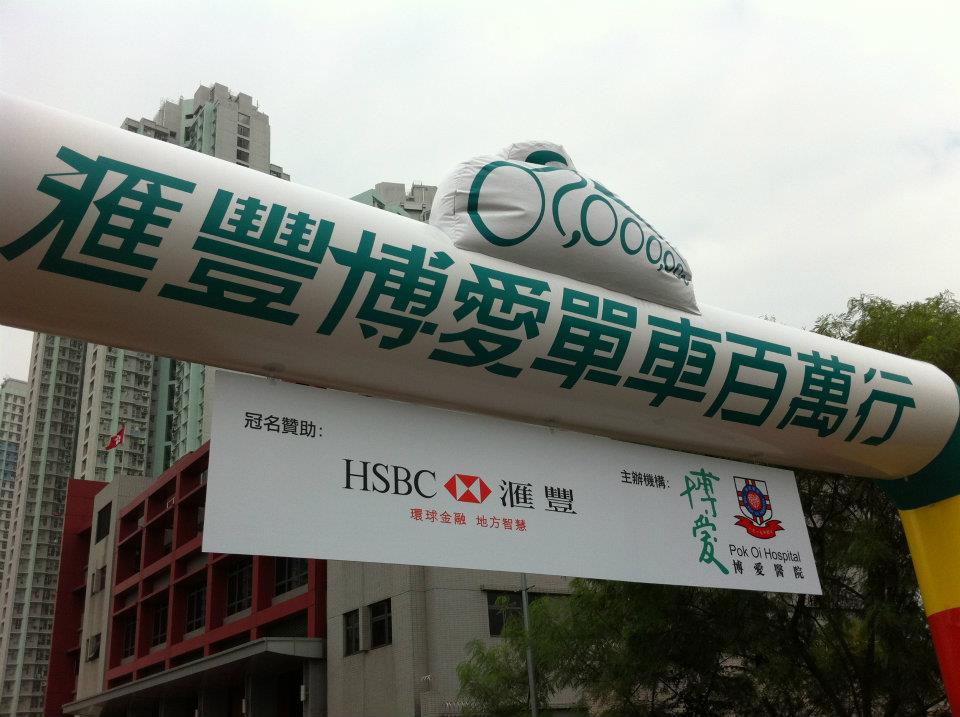 匯豐博愛單車百萬行
冠名贊助:
HSBC 滙豐
環球金融 地方智慧
主辦機構:
博愛
Pok Oi Hospital
博愛醫院